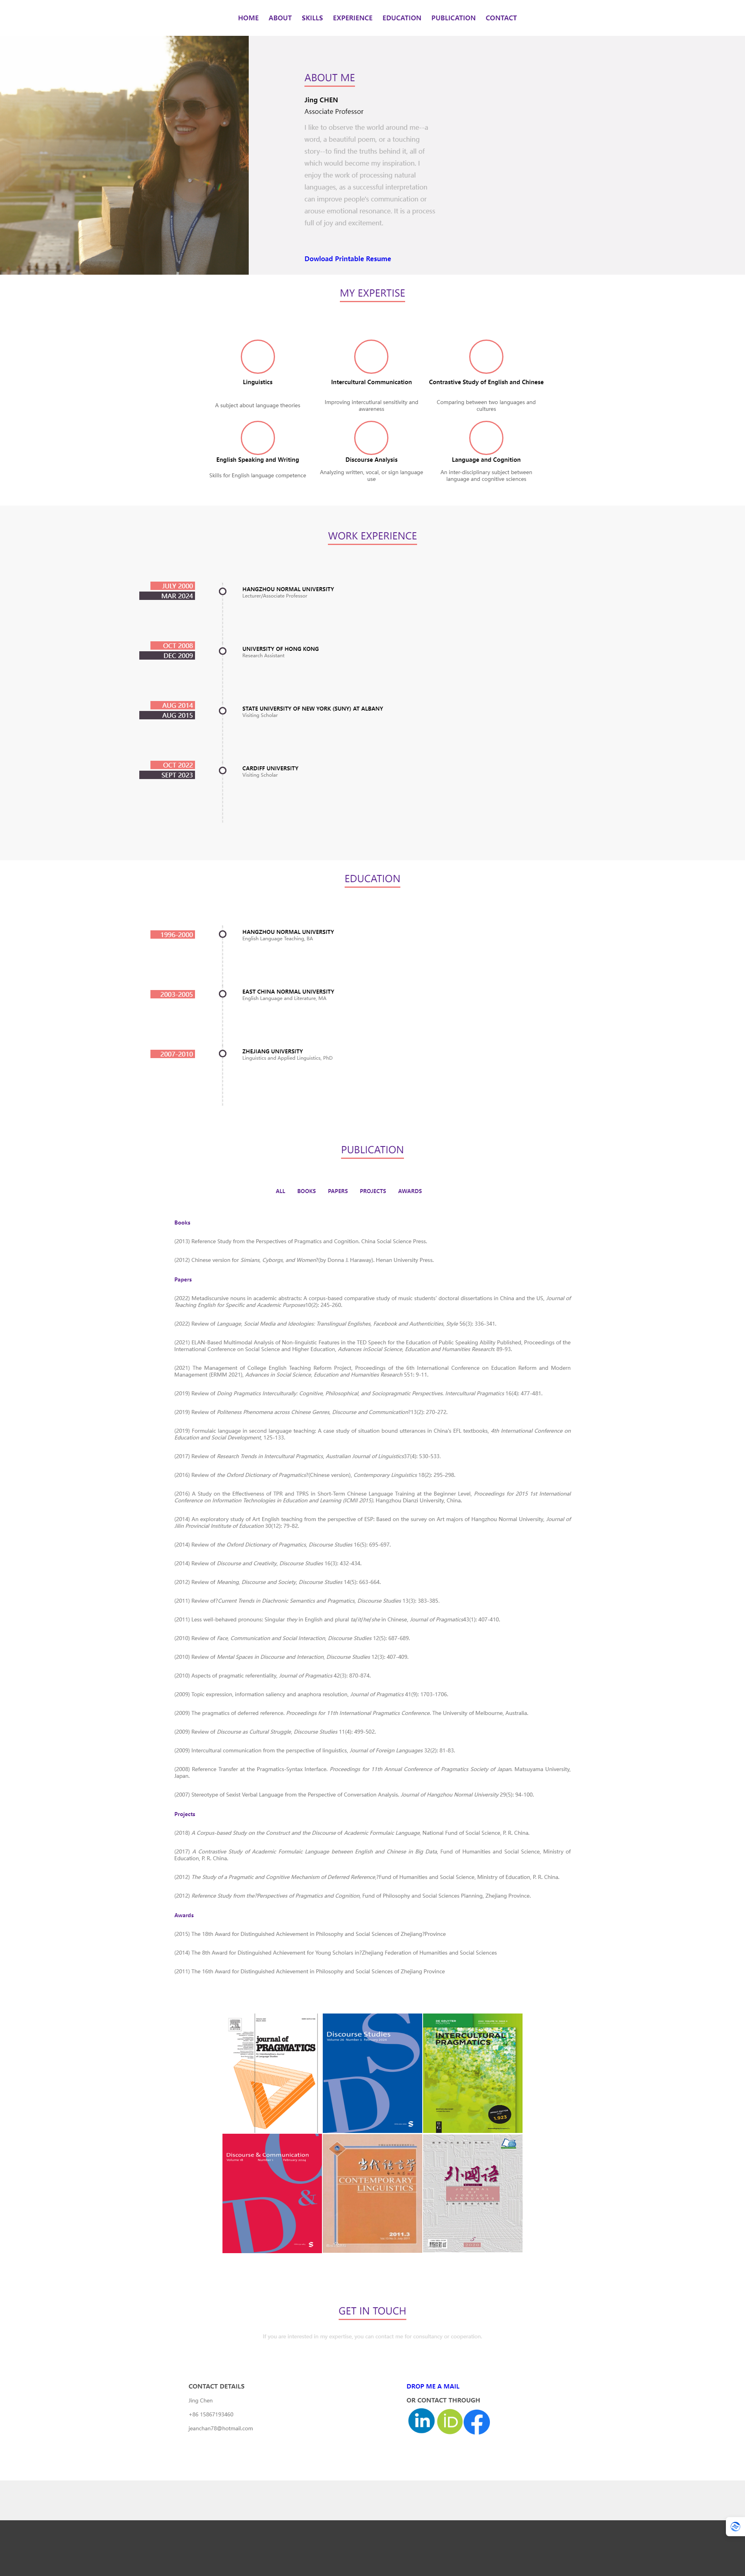 HOME ABOUT SKILLS EXPERIENCE EDUCATION PUBLICATION CONTACT
ABOUT ME
Jing CHEN
Associate Professor
I like to observe the world around me--a
word, a beautiful poem, or a touching
story--to find the truths behind it, all of
which would become my inspiration. I
enjoy the work of processing natural
languages, as a successful interpretation
can improve people's communication or
arouse emotional resonance. It is a process
full of joy and excitement.
Dowload Printable Resume
MY EXPERTISE
Linguistics
A subject about language theories
Intercultural Communication
Improving intercultural sensitivity and
awareness
Contrastive Study of English and Chinese
Comparing between two languages and
cultures
English Speaking and Writing
Skills for English language competence
Discourse Analysis
Analyzing written, vocal, or sign language
use
Language and Cognition
An inter-disciplinary subject between
language and cognitive sciences
WORK EXPERIENCE
JULY 2000
MAR 2024
HANGZHOU NORMAL UNIVERSITY
Lecturer/Associate Professor
OCT 2008
DEC 2009
UNIVERSITY OF HONG KONG
Research Assistant
AUG 2014
AUG 2015
STATE UNIVERSITY OF NEW YORK (SUNY) AT ALBANY
Visiting Scholar
OCT 2022
SEPT 2023
CARDIFF UNIVERSITY
Visiting Scholar
EDUCATION
1996-2000
HANGZHOU NORMAL UNIVERSITY
English Language Teaching, BA
2003-2005
EAST CHINA NORMAL UNIVERSITY
English Language and Literature, MA
2007-2010
ZHEJIANG UNIVERSITY
Linguistics and Applied Linguistics, PhD
PUBLICATION
ALL BOOKS PAPERS PROJECTS AWARDS
Books
(2013) Reference Study from the Perspectives of Pragmatics and Cognition. China Social Science Press.
(2012) Chinese version for Simians, Cyborgs, and Women?(by Donna J. Haraway), Henan University Press.
Papers
(2022) Metadiscursive nouns in academic abstracts: A corpus-based comparative study of music students' doctoral dissertations in China and the US, Journal of
Teaching English for Specific and Academic Purposes10(2): 245-260.
(2022) Review of Language, Social Media and Ideologies: Translingual Englishes, Facebook and Authenticities, Style 56(3): 336-341.
(2021) ELAN-Based Multimodal Analysis of Non-linguistic Features in the TED Speech for the Education of Public Speaking Ability Published, Proceedings of the
International Conference on Social Science and Higher Education, Advances inSocial Science, Education and Humanities Research: 89-93.
(2021) The Management of College English Teaching Reform Project, Proceedings of the 6th International Conference on Education Reform and Modern
Management (ERMM 2021), Advances in Social Science, Education and Humanities Research 551: 9-11.
(2019) Review of Doing Pragmatics Interculturally: Cognitive, Philosophical, and Sociopragmatic Perspectives, Intercultural Pragmatics 16(4): 477-481.
(2019) Review of Politeness Phenomena across Chinese Genres, Discourse and Communication?13(2): 270-272.
(2019) Formulaic language in second language teaching: A case study of situation bound utterances in China's EFL textbooks, 4th International Conference on
Education and Social Development, 125-133.
(2017) Review of Research Trends in Intercultural Pragmatics, Australian Journal of Linguistics37(4): 530-533.
(2016) Review of the Oxford Dictionary of Pragmatics?(Chinese version), Contemporary Linguistics 18(2): 295-298.
(2016) A Study on the Effectiveness of TPR and TPRS in Short-Term Chinese Language Training at the Beginner Level, Proceedings for 2015 1st International
Conference on Information Technologies in Education and Learning (ICMII 2015). Hangzhou Dianzi University, China.
(2014) An exploratory study of Art English teaching from the perspective of ESP: Based on the survey on Art majors of Hangzhou Normal University, Journal of
Jilin Provincial Institute of Education 30(12): 79-82.
(2014) Review of the Oxford Dictionary of Pragmatics, Discourse Studies 16(5): 695-697.
(2014) Review of Discourse and Creativity, Discourse Studies 16(3): 432-434.
(2012) Review of Meaning, Discourse and Society, Discourse Studies 14(5): 663-664.
(2011) Review of?Current Trends in Diachronic Semantics and Pragmatics, Discourse Studies 13(3): 383-385.
(2011) Less well-behaved pronouns: Singular they in English and plural ta/it/he/she in Chinese, Journal of Pragmatics43(1): 407-410.
(2010) Review of Face, Communication and Social Interaction, Discourse Studies 12(5): 687-689.
(2010) Review of Mental Spaces in Discourse and Interaction, Discourse Studies 12(3): 407-409.
(2010) Aspects of pragmatic referentiality, Journal of Pragmatics 42(3): 870-874.
(2009) Topic expression, information saliency and anaphora resolution, Journal of Pragmatics 41(9): 1703-1706.
(2009) The pragmatics of deferred reference. Proceedings for 11th International Pragmatics Conference. The University of Melbourne, Australia.
(2009) Review of Discourse as Cultural Struggle, Discourse Studies 11(4): 499-502.
(2009) Intercultural communication from the perspective of linguistics, Journal of Foreign Languages 32(2): 81-83.
(2008) Reference Transfer at the Pragmatics-Syntax Interface. Proceedings for 11th Annual Conference of Pragmatics Society of Japan. Matsuyama University,
Japan.
(2007) Stereotype of Sexist Verbal Language from the Perspective of Conversation Analysis. Journal of Hangzhou Normal University 29(5): 94-100.
Projects
(2018) A Corpus-based Study on the Construct and the Discourse of Academic Formulaic Language, National Fund of Social Science, P. R. China.
(2017) A Contrastive Study of Academic Formulaic Language between English and Chinese in Big Data, Fund of Humanities and Social Science, Ministry of
Education, P. R. China.
(2012) The Study of a Pragmatic and Cognitive Mechanism of Deferred Reference,?Fund of Humanities and Social Science, Ministry of Education, P. R. China.
(2012) Reference Study from the?Perspectives of Pragmatics and Cognition, Fund of Philosophy and Social Sciences Planning, Zhejiang Province.
Awards
(2015) The 18th Award for Distinguished Achievement in Philosophy and Social Sciences of Zhejiang?Province
(2014) The 8th Award for Distinguished Achievement for Young Scholars in?Zhejiang Federation of Humanities and Social Sciences
(2011) The 16th Award for Distinguished Achievement in Philosophy and Social Sciences of Zhejiang Province
journal of
PRAGMATICS
Discourse Studies
INTERCULTURAL
PRAGMATICS
1.923
Discourse & Communication
当代语言学
CONTEMPORARY
LINGUISTICS
2011.3
外国语
GET IN TOUCH
If you are interested in my expertise, you can contact me for consultancy or cooperation.
CONTACT DETAILS
Jing Chen
+86 15867193460
jeanchan78@hotmail.com
DROP ME A MAIL
OR CONTACT THROUGH
in iD f